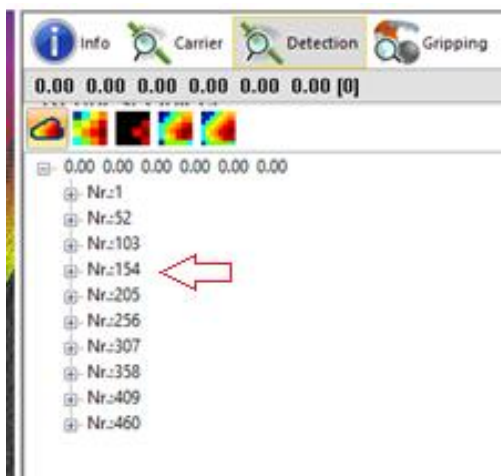 Info Carrier Detection Gripping
0.00 0.00 0.00 0.00 0.00 0.00 [0]
0.00 0.00 0.00 0.00 0.00 0.00
Nr.:1
Nr.:52
Nr.:103
Nr.:154
Nr.:205
Nr.:256
Nr.:307
Nr.:358
Nr.:409
Nr.:460